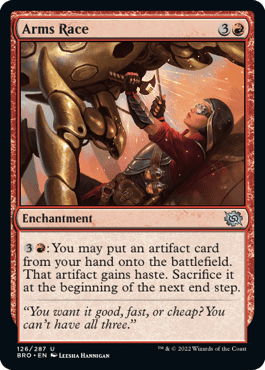 Arms Race 3
Enchantment
3 : You may put an artifact card
from your hand onto the battlefield.
That artifact gains haste. Sacrifice it
at the beginning of the next end step.
“You want it good, fast, or cheap? You
can’t have all three.”
126/287 U
BRO • EN LEESHA HANNIGAN ™ & © 2022 Wizards of the Coast